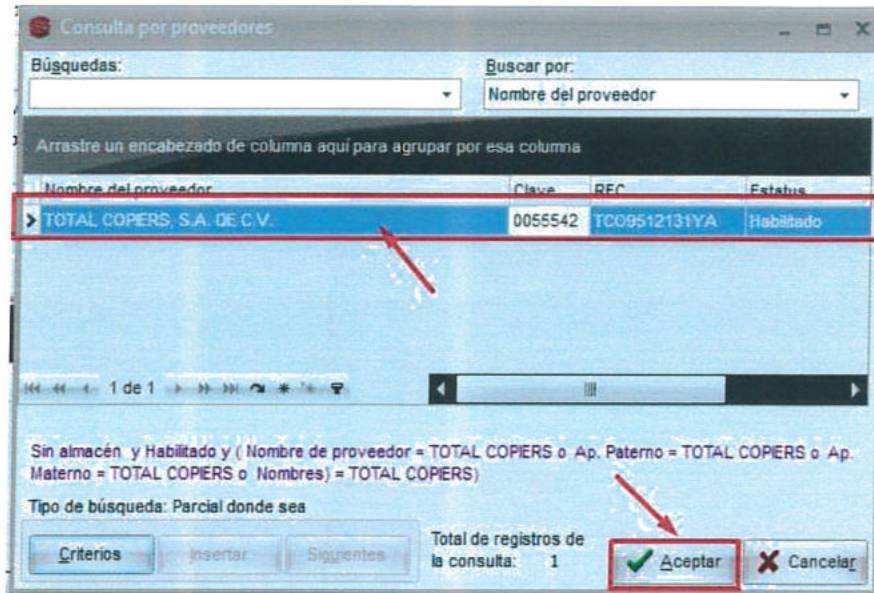 Consulta por proveedores
Búsquedas: Buscar por:
Nombre del proveedor
Arrastre un encabezado de columna aquí para agrupar por esa columna
Nombre del proveedor Clave RFC Estatus
TOTAL COPIERS, S.A. DE C.V. 0055542 TCO9512131YA Habilitado
1 de 1
Sin almacén y Habilitado y ( Nombre de proveedor = TOTAL COPIERS o Ap. Paterno = TOTAL COPIERS o Ap.
Materno = TOTAL COPIERS o Nombres) = TOTAL COPIERS)
Tipo de búsqueda: Parcial donde sea
Criterios Insertar Siguientes Total de registros de
la consulta: 1 Aceptar Cancelar